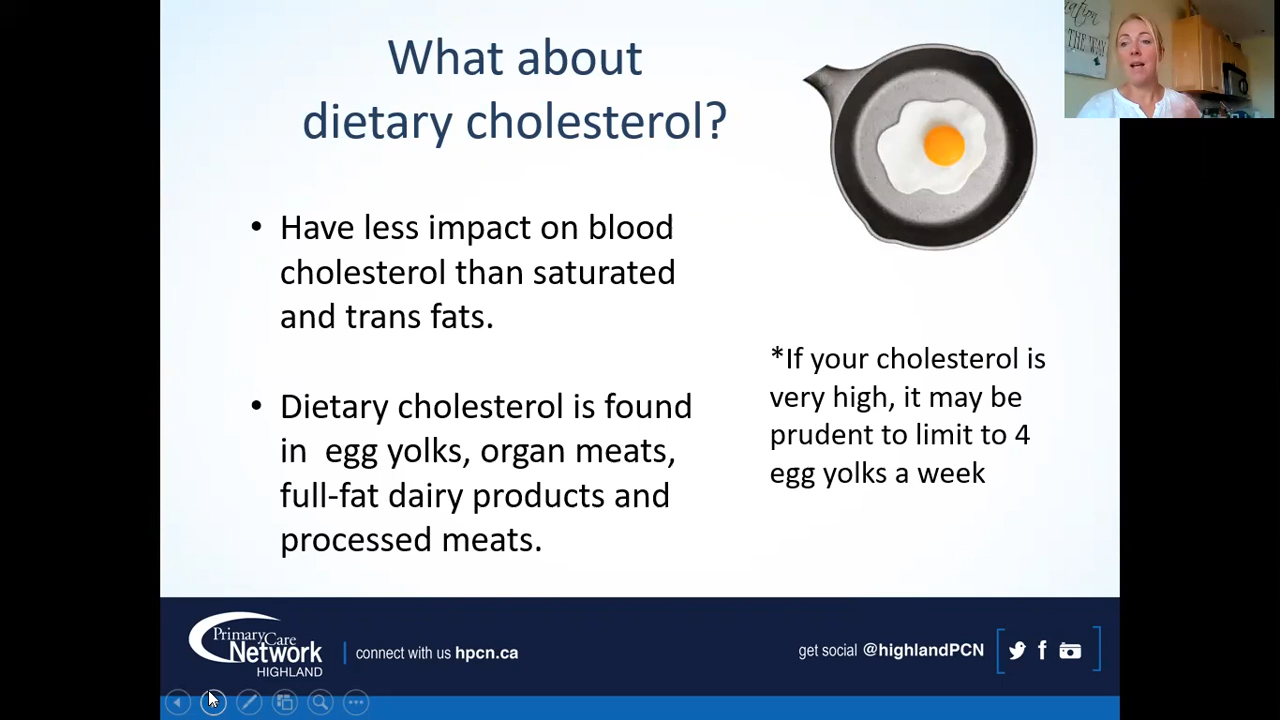 What about
dietary cholesterol?
• Have less impact on blood
cholesterol than saturated
and trans fats.
• Dietary cholesterol is found
in  egg yolks, organ meats,
full-fat dairy products and
processed meats.
*If your cholesterol is
very high, it may be
prudent to limit to 4
egg yolks a week
THE WAY
PrimaryCare
Network
HIGHLAND
connect with us hpcn.ca
get social @highlandPCN